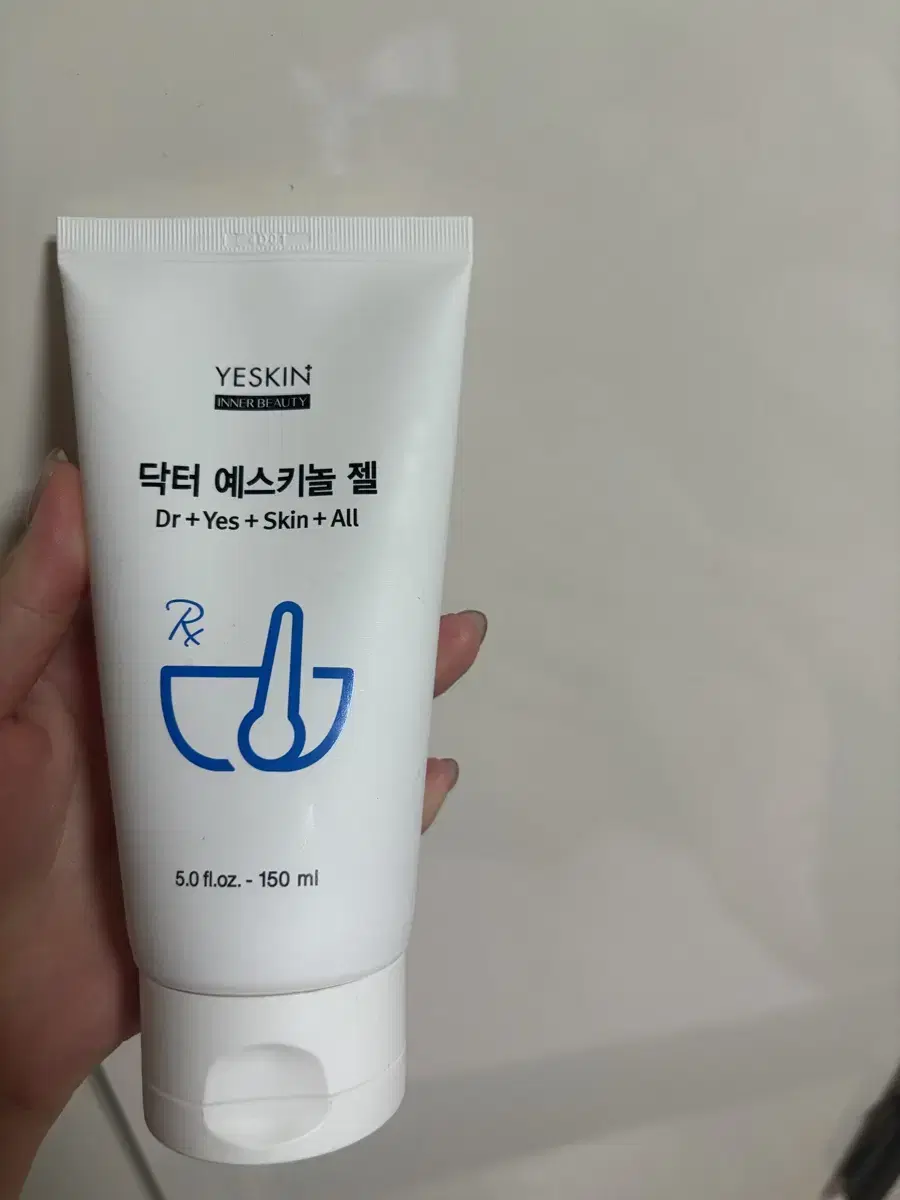 YESKIN+
INNER BEAUTY
닥터 예스키놀 젤
Dr+Yes+Skin+All
Rx
5.0 fl.oz. - 150 ml